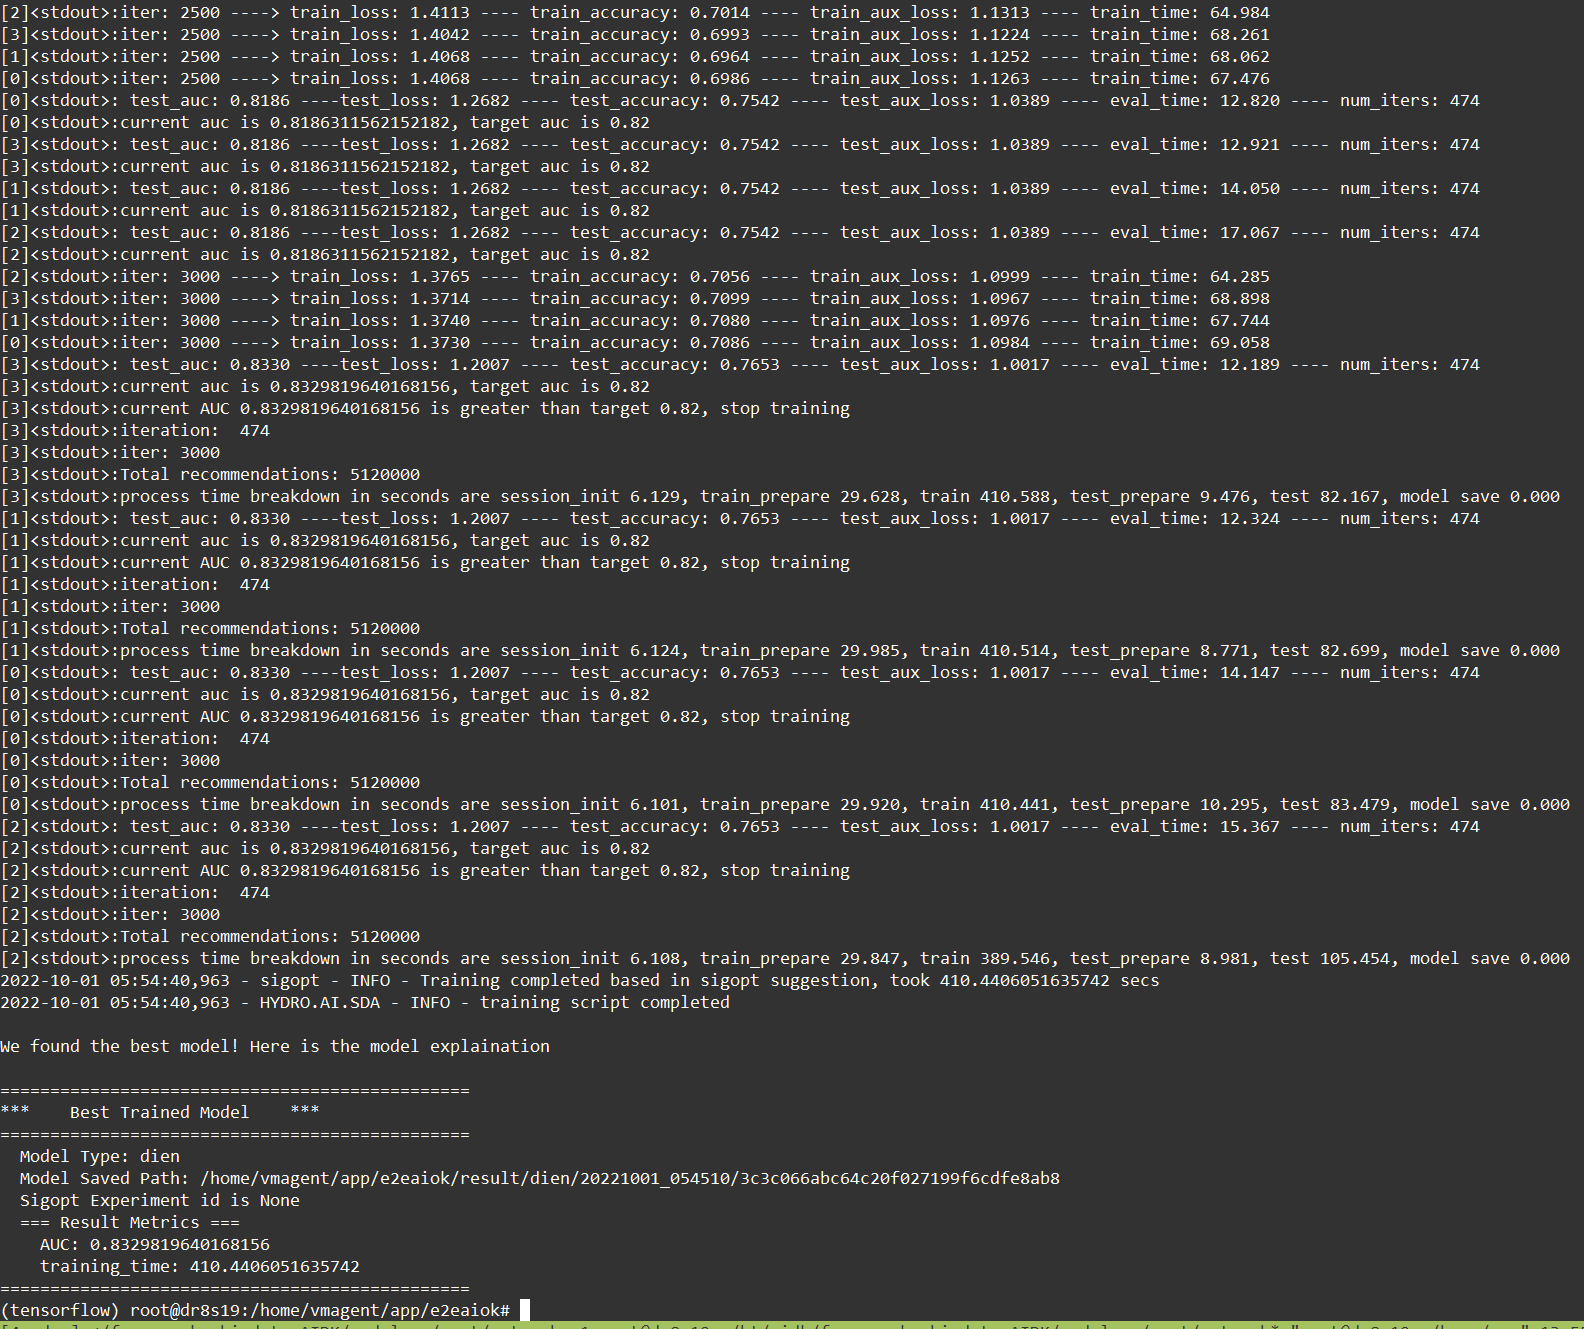 [2]<stdout>:iter: 2500 ----> train_loss: 1.4113 ---- train_accuracy: 0.7014 ---- train_aux_loss: 1.1313 ---- train_time: 64.984
[3]<stdout>:iter: 2500 ----> train_loss: 1.4042 ---- train_accuracy: 0.6993 ---- train_aux_loss: 1.1224 ---- train_time: 68.261
[1]<stdout>:iter: 2500 ----> train_loss: 1.4068 ---- train_accuracy: 0.6964 ---- train_aux_loss: 1.1252 ---- train_time: 68.062
[0]<stdout>:iter: 2500 ----> train_loss: 1.4068 ---- train_accuracy: 0.6986 ---- train_aux_loss: 1.1263 ---- train_time: 67.476
[0]<stdout>: test_auc: 0.8186 ----test_loss: 1.2682 ---- test_accuracy: 0.7542 ---- test_aux_loss: 1.0389 ---- eval_time: 12.820 ---- num_iters: 474
[0]<stdout>:current auc is 0.8186311562152182, target auc is 0.82
[3]<stdout>: test_auc: 0.8186 ----test_loss: 1.2682 ---- test_accuracy: 0.7542 ---- test_aux_loss: 1.0389 ---- eval_time: 12.921 ---- num_iters: 474
[3]<stdout>:current auc is 0.8186311562152182, target auc is 0.82
[1]<stdout>: test_auc: 0.8186 ----test_loss: 1.2682 ---- test_accuracy: 0.7542 ---- test_aux_loss: 1.0389 ---- eval_time: 14.050 ---- num_iters: 474
[1]<stdout>:current auc is 0.8186311562152182, target auc is 0.82
[2]<stdout>: test_auc: 0.8186 ----test_loss: 1.2682 ---- test_accuracy: 0.7542 ---- test_aux_loss: 1.0389 ---- eval_time: 17.067 ---- num_iters: 474
[2]<stdout>:current auc is 0.8186311562152182, target auc is 0.82
[2]<stdout>:iter: 3000 ----> train_loss: 1.3765 ---- train_accuracy: 0.7056 ---- train_aux_loss: 1.0999 ---- train_time: 64.285
[3]<stdout>:iter: 3000 ----> train_loss: 1.3714 ---- train_accuracy: 0.7099 ---- train_aux_loss: 1.0967 ---- train_time: 68.898
[1]<stdout>:iter: 3000 ----> train_loss: 1.3740 ---- train_accuracy: 0.7080 ---- train_aux_loss: 1.0976 ---- train_time: 67.744
[0]<stdout>:iter: 3000 ----> train_loss: 1.3730 ---- train_accuracy: 0.7086 ---- train_aux_loss: 1.0984 ---- train_time: 69.058
[3]<stdout>: test_auc: 0.8330 ----test_loss: 1.2007 ---- test_accuracy: 0.7653 ---- test_aux_loss: 1.0017 ---- eval_time: 12.189 ---- num_iters: 474
[3]<stdout>:current auc is 0.8329819640168156, target auc is 0.82
[3]<stdout>:current AUC 0.8329819640168156 is greater than target 0.82, stop training
[3]<stdout>:iteration:  474
[3]<stdout>:iter: 3000
[3]<stdout>:Total recommendations: 5120000
[3]<stdout>:process time breakdown in seconds are session_init 6.129, train_prepare 29.628, train 410.588, test_prepare 9.476, test 82.167, model save 0.000
[1]<stdout>: test_auc: 0.8330 ----test_loss: 1.2007 ---- test_accuracy: 0.7653 ---- test_aux_loss: 1.0017 ---- eval_time: 12.324 ---- num_iters: 474
[1]<stdout>:current auc is 0.8329819640168156, target auc is 0.82
[1]<stdout>:current AUC 0.8329819640168156 is greater than target 0.82, stop training
[1]<stdout>:iteration:  474
[1]<stdout>:iter: 3000
[1]<stdout>:Total recommendations: 5120000
[1]<stdout>:process time breakdown in seconds are session_init 6.124, train_prepare 29.985, train 410.514, test_prepare 8.771, test 82.699, model save 0.000
[0]<stdout>: test_auc: 0.8330 ----test_loss: 1.2007 ---- test_accuracy: 0.7653 ---- test_aux_loss: 1.0017 ---- eval_time: 14.147 ---- num_iters: 474
[0]<stdout>:current auc is 0.8329819640168156, target auc is 0.82
[0]<stdout>:current AUC 0.8329819640168156 is greater than target 0.82, stop training
[0]<stdout>:iteration:  474
[0]<stdout>:iter: 3000
[0]<stdout>:Total recommendations: 5120000
[0]<stdout>:process time breakdown in seconds are session_init 6.101, train_prepare 29.920, train 410.441, test_prepare 10.295, test 83.479, model save 0.000
[2]<stdout>: test_auc: 0.8330 ----test_loss: 1.2007 ---- test_accuracy: 0.7653 ---- test_aux_loss: 1.0017 ---- eval_time: 15.367 ---- num_iters: 474
[2]<stdout>:current auc is 0.8329819640168156, target auc is 0.82
[2]<stdout>:current AUC 0.8329819640168156 is greater than target 0.82, stop training
[2]<stdout>:iteration:  474
[2]<stdout>:iter: 3000
[2]<stdout>:Total recommendations: 5120000
[2]<stdout>:process time breakdown in seconds are session_init 6.108, train_prepare 29.847, train 389.546, test_prepare 8.981, test 105.454, model save 0.000
2022-10-01 05:54:40,963 - sigopt - INFO - Training completed based in sigopt suggestion, took 410.4406051635742 secs
2022-10-01 05:54:40,963 - HYDRO.AI.SDA - INFO - training script completed

We found the best model! Here is the model explaination

===============================================
***    Best Trained Model    ***
===============================================
  Model Type: dien
  Model Saved Path: /home/vmagent/app/e2eaiok/result/dien/20221001_054510/3c3c066abc64c20f027199f6cdfe8ab8
  Sigopt Experiment id is None
  === Result Metrics ===
    AUC: 0.8329819640168156
    training_time: 410.4406051635742
===============================================
(tensorflow) root@dr8s19:/home/vmagent/app/e2eaiok#